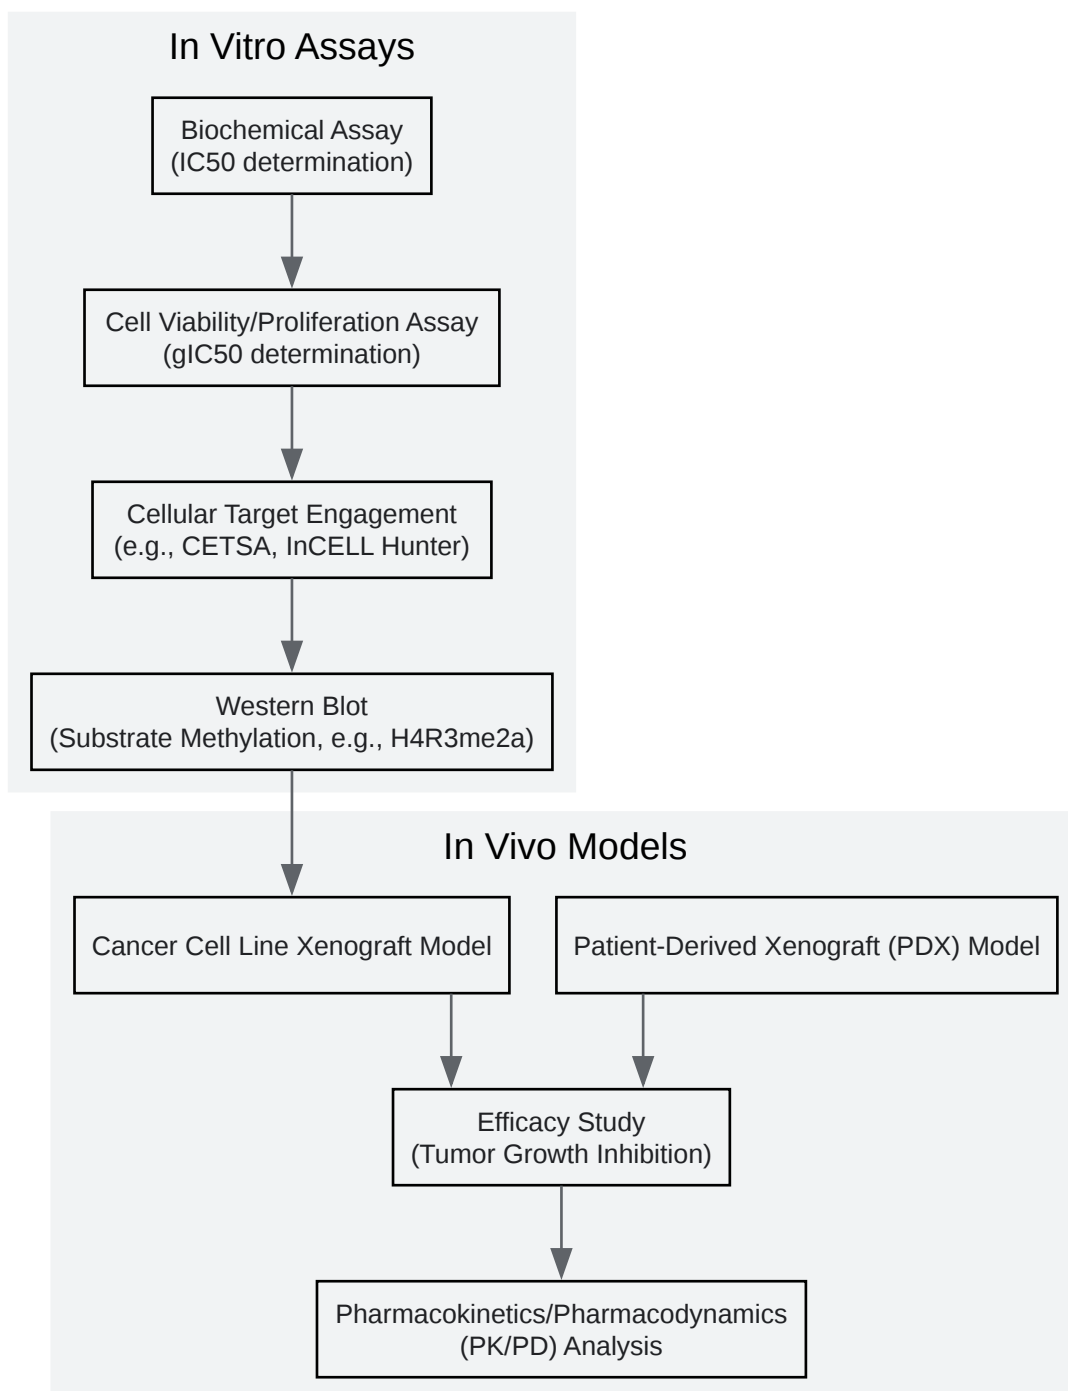 In Vitro Assays
Biochemical Assay
(IC50 determination)
Cell Viability/Proliferation Assay
(gIC50 determination)
Cellular Target Engagement
(e.g., CETSA, InCELL Hunter)
Western Blot
(Substrate Methylation, e.g., H4R3me2a)
In Vivo Models
Cancer Cell Line Xenograft Model
Patient-Derived Xenograft (PDX) Model
Efficacy Study
(Tumor Growth Inhibition)
Pharmacokinetics/Pharmacodynamics
(PK/PD) Analysis